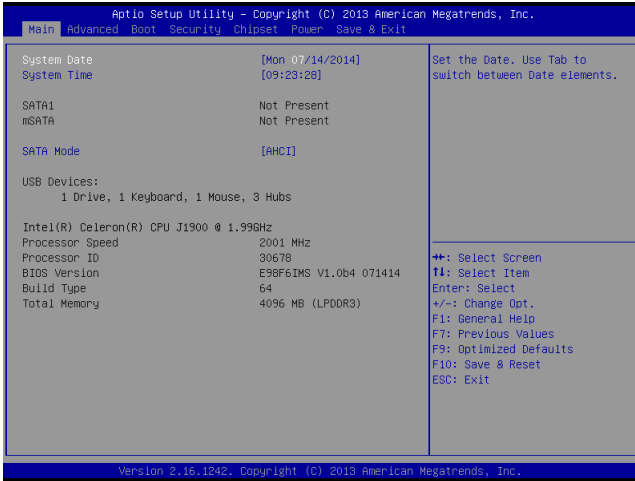 Aptio Setup Utility – Copyright (C) 2013 American Megatrends, Inc.
Main Advanced Boot Security Chipset Power Save & Exit
System Date [Mon 07/14/2014]
System Time [09:23:28]
SATA1 Not Present
mSATA Not Present
SATA Mode [AHCI]
USB Devices:
1 Drive, 1 Keyboard, 1 Mouse, 3 Hubs
Intel(R) Celeron(R) CPU J1900 @ 1.99GHz
Processor Speed 2001 MHz
Processor ID 30678
BIOS Version E98F6IMS V1.0b4 071414
Build Type 64
Total Memory 4096 MB (LPDDR3)
Set the Date. Use Tab to
switch between Date elements.
→←: Select Screen
↑↓: Select Item
Enter: Select
+/-: Change Opt.
F1: General Help
F7: Previous Values
F9: Optimized Defaults
F10: Save & Reset
ESC: Exit
Version 2.16.1242. Copyright (C) 2013 American Megatrends, Inc.